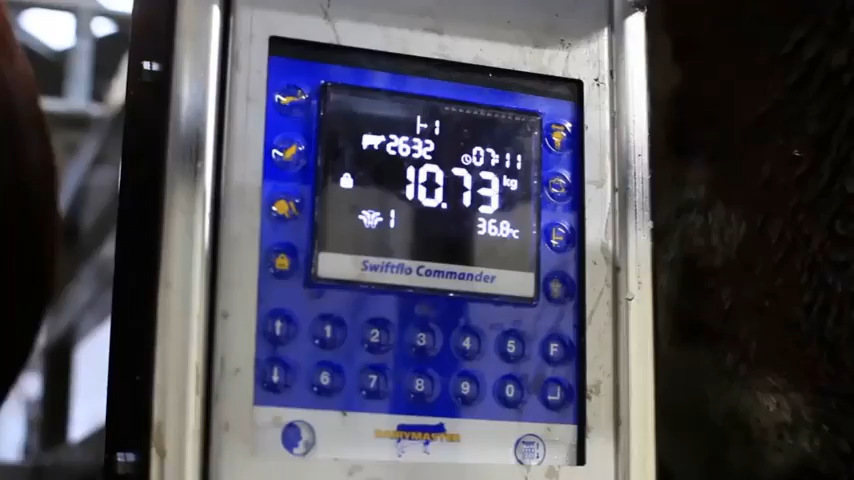 1
2632 07:11
10.73 kg
1 36.8°C
Swiftflo Commander
1 2 3 4 5 F
6 7 8 9 0
DAIRYMASTER